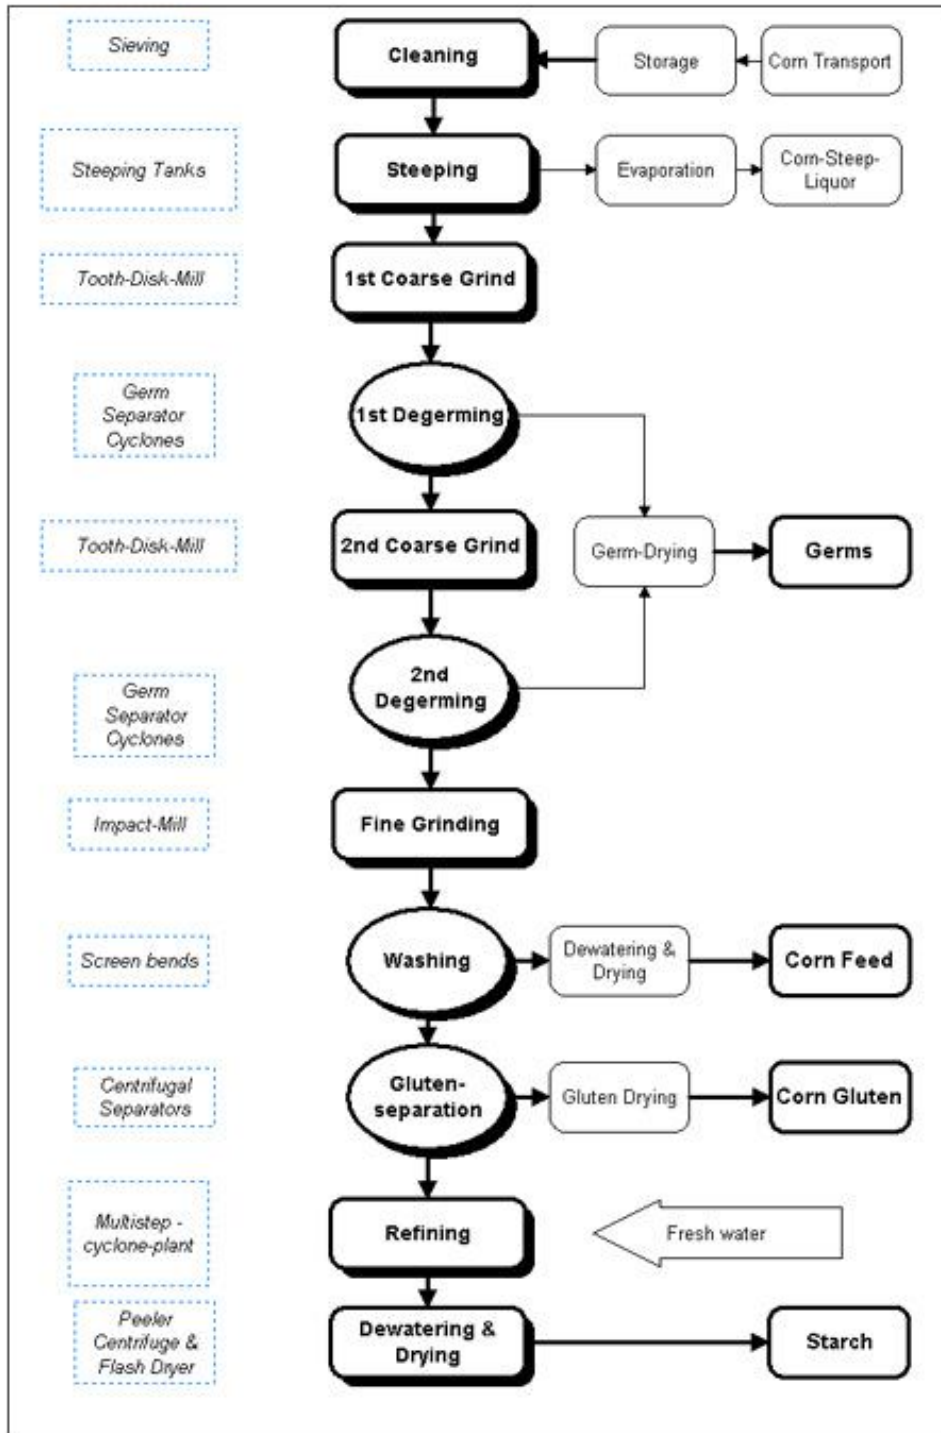 Sieving
Cleaning
Storage
Corn Transport
Steeping Tanks
Steeping
Evaporation
Corn-Steep-
Liquor
Tooth-Disk-Mill
1st Coarse Grind
Germ
Separator
Cyclones
1st Degerming
Tooth-Disk-Mill
2nd Coarse Grind
Germ-Drying
Germs
Germ
Separator
Cyclones
2nd
Degerming
Impact-Mill
Fine Grinding
Screen bends
Washing
Dewatering &
Drying
Corn Feed
Centrifugal
Separators
Gluten-
separation
Gluten Drying
Corn Gluten
Multistep -
cyclone-plant
Refining
Fresh water
Peeler
Centrifuge &
Flash Dryer
Dewatering &
Drying
Starch